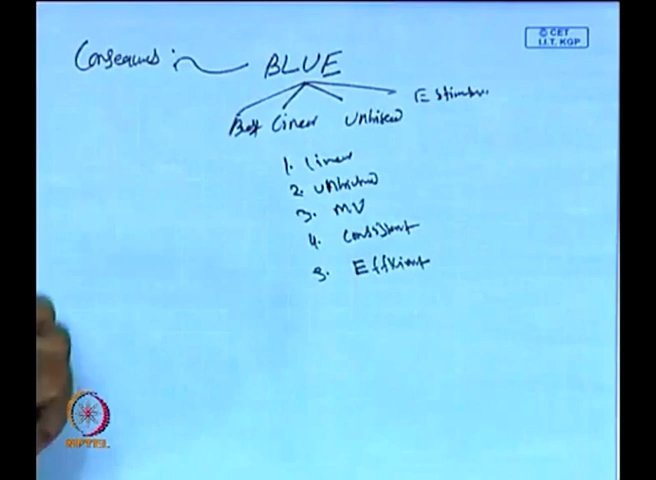 Consequences : BLUE
© CET
I.I.T. KGP
Best Linear Unbiased Estimator
1. Linear
2. Unbiased
3. MV
4. Consistent
5. Efficient
NPTEL